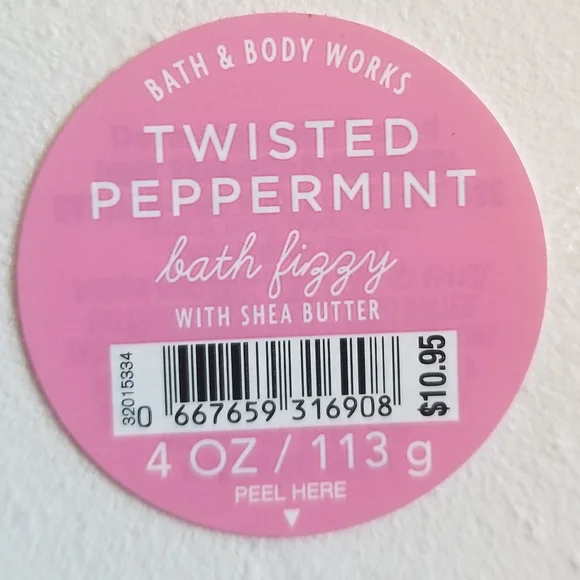 BATH & BODY WORKS
TWISTED
PEPPERMINT
bath fizzy
WITH SHEA BUTTER
32015334
0 667659 316908
$10.95
4 OZ / 113 g
PEEL HERE